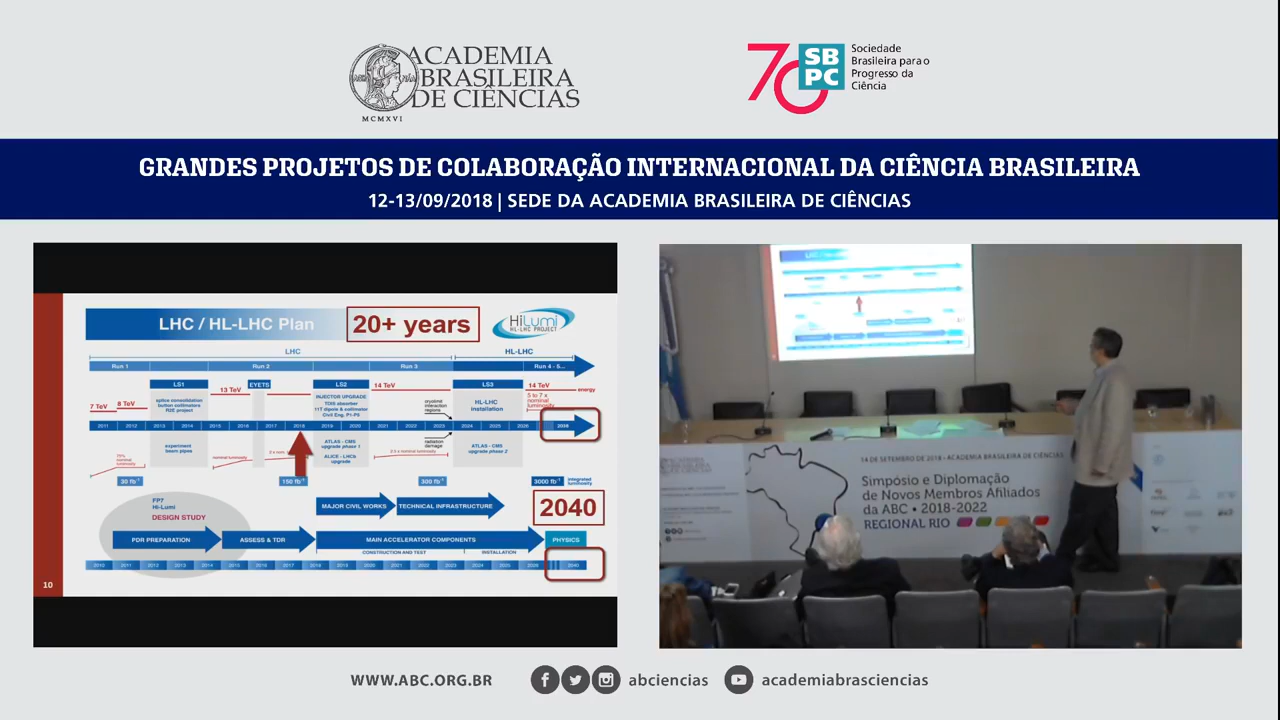 ACADEMIA
BRASILEIRA
DE CIÊNCIAS
MCMXVI
70
SB
PC
Sociedade
Brasileira para o
Progresso da
Ciência
GRANDES PROJETOS DE COLABORAÇÃO INTERNACIONAL DA CIÊNCIA BRASILEIRA
12-13/09/2018 | SEDE DA ACADEMIA BRASILEIRA DE CIÊNCIAS
LHC / HL-LHC Plan
20+ years
HiLumi
HL-LHC PROJECT
LHC
HL-LHC
Run 1
Run 2
Run 3
Run 4 - 5...
LS1
EYETS
LS2
LS3
14 TeV
14 TeV
energy
13 TeV
7 TeV
8 TeV
splice consolidation
button collimators
R2E project
INJECTOR UPGRADE
TDIS absorber
11T dipole & collimator
Civil Eng. P1-P5
cryolimit
interaction
regions
HL-LHC
installation
5 to 7 x
nominal
luminosity
2011 2012 2013 2014 2015 2016 2017 2018 2019 2020 2021 2022 2023 2024 2025 2026 2038
experiment
beam pipes
ATLAS - CMS
upgrade phase 1
ALICE - LHCb
upgrade
radiation
damage
ATLAS - CMS
upgrade phase 2
75%
nominal
luminosity
nominal luminosity
2 x nominal luminosity
30 fb⁻¹
150 fb⁻¹
300 fb⁻¹
3000 fb⁻¹
integrated
luminosity
FP7
Hi-Lumi
DESIGN STUDY
MAJOR CIVIL WORKS
TECHNICAL INFRASTRUCTURE
2040
PDR PREPARATION
ASSESS & TDR
MAIN ACCELERATOR COMPONENTS
PHYSICS
CONSTRUCTION AND TEST
INSTALLATION
2010 2011 2012 2013 2014 2015 2016 2017 2018 2019 2020 2021 2022 2023 2024 2025 2026 2040
10
14 DE SETEMBRO DE 2018 - ACADEMIA BRASILEIRA DE CIÊNCIAS
Simpósio e Diplomação
de Novos Membros Afiliados
da ABC • 2018-2022
REGIONAL RIO
WWW.ABC.ORG.BR
abciencias
academiabrasciencias